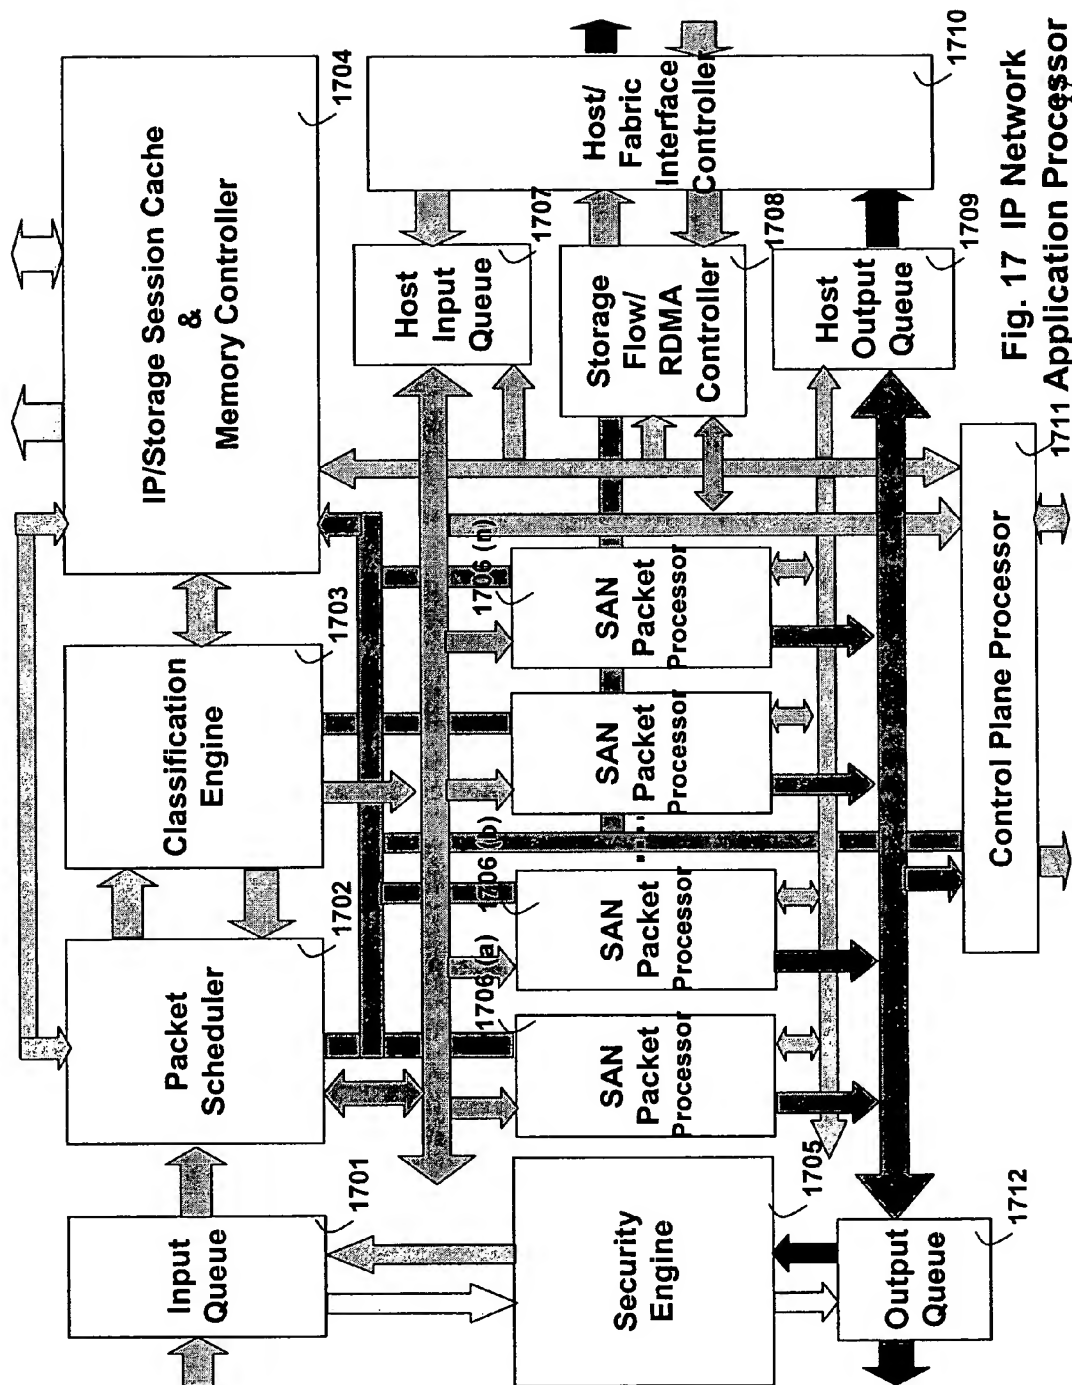 Input
Queue
1701
Packet
Scheduler
1702
Classification
Engine
1703
IP/Storage Session Cache
&
Memory Controller
1704
Security
Engine
1705
SAN
Packet
Processor
1706 (a)
SAN
Packet
Processor
1706 (b)
SAN
Packet
Processor
SAN
Packet
Processor
1706 (n)
Host
Input
Queue
1707
Storage
Flow/
RDMA
Controller
1708
Host
Output
Queue
1709
Host/
Fabric
Interface
Controller
1710
Output
Queue
1712
Control Plane Processor
1711
Fig. 17 IP Network
Application Processor